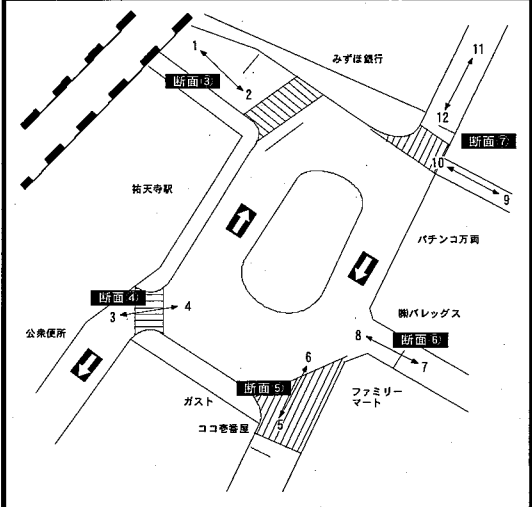 1
11
みずほ銀行
断面(3)
2
12
断面(7)
10
9
祐天寺駅
パチンコ万両
断面(4)
3
4
㈱バレッグス
公衆便所
8
断面(6)
7
6
断面(5)
ガスト
5
ファミリー
マート
ココ壱番屋